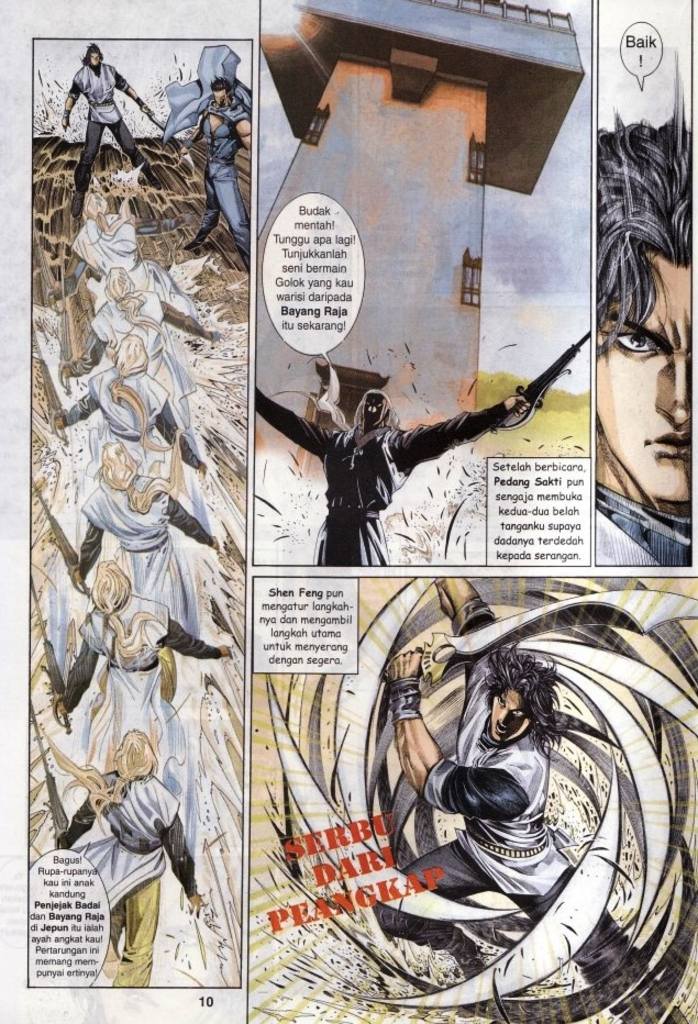 Bagus!
Rupa-rupanya
kau ini anak
kandung
Penjejak Badai
dan Bayang Raja
di Jepun itu ialah
ayah angkat kau!
Pertarungan ini
memang mem-
punyai ertinya!
Budak
mentah!
Tunggu apa lagi!
Tunjukkanlah
seni bermain
Golok yang kau
warisi daripada
Bayang Raja
itu sekarang!
Setelah berbicara,
Pedang Sakti pun
sengaja membuka
kedua-dua belah
tanganku supaya
dadanya terdedah
kepada serangan.
Baik
!
Shen Feng pun
mengatur langkah-
nya dan mengambil
langkah utama
untuk menyerang
dengan segera.
SERBU
DARI
PEANGKAP
10